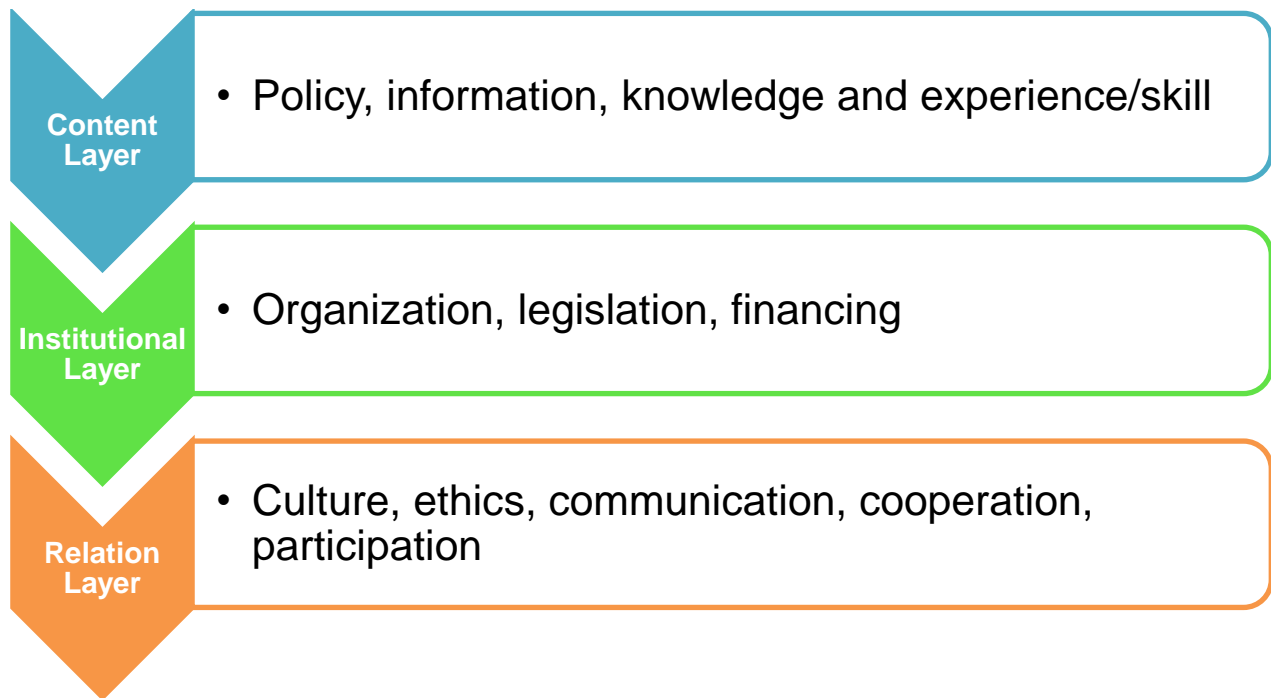 Content
Layer
• Policy, information, knowledge and experience/skill
Institutional
Layer
• Organization, legislation, financing
Relation
Layer
• Culture, ethics, communication, cooperation,
participation